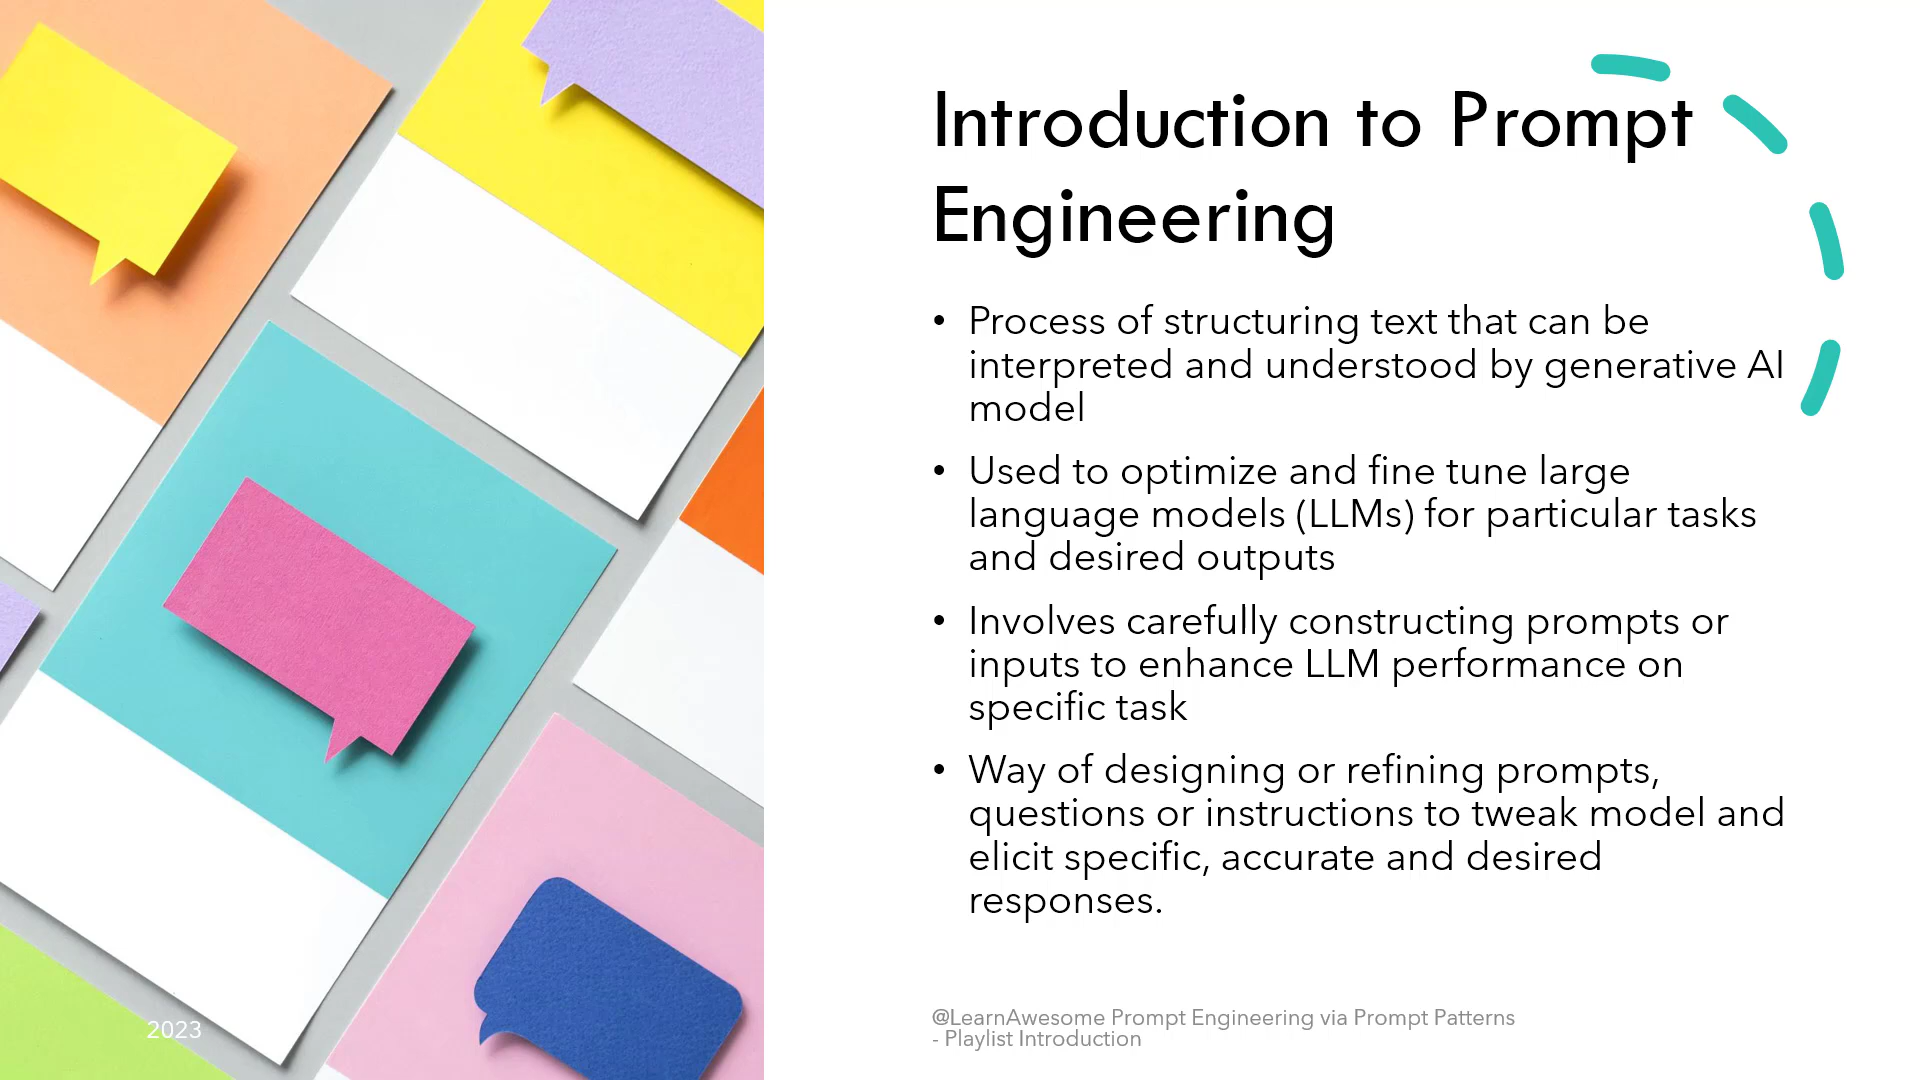 Introduction to Prompt
Engineering
• Process of structuring text that can be
interpreted and understood by generative AI
model
• Used to optimize and fine tune large
language models (LLMs) for particular tasks
and desired outputs
• Involves carefully constructing prompts or
inputs to enhance LLM performance on
specific task
• Way of designing or refining prompts,
questions or instructions to tweak model and
elicit specific, accurate and desired
responses.
2023
@LearnAwesome Prompt Engineering via Prompt Patterns
- Playlist Introduction